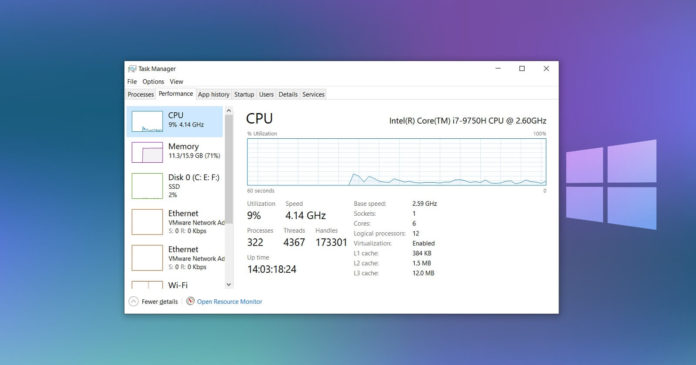 Task Manager
File Options View
Processes Performance App history Startup Users Details Services
CPU
9% 4.14 GHz
Memory
11.3/15.9 GB (71%)
Disk 0 (C: E: F:)
SSD
2%
Ethernet
VMware Network Ad
S: 0 R: 0 Kbps
Ethernet
VMware Network Ad
S: 0 R: 0 Kbps
Wi-Fi
CPU Intel(R) Core(TM) i7-9750H CPU @ 2.60GHz
% Utilization 100%
60 seconds 0
Utilization Speed
9% 4.14 GHz
Processes Threads Handles
322 4367 173301
Up time
14:03:18:24
Base speed: 2.59 GHz
Sockets: 1
Cores: 6
Logical processors: 12
Virtualization: Enabled
L1 cache: 384 KB
L2 cache: 1.5 MB
L3 cache: 12.0 MB
Fewer details Open Resource Monitor